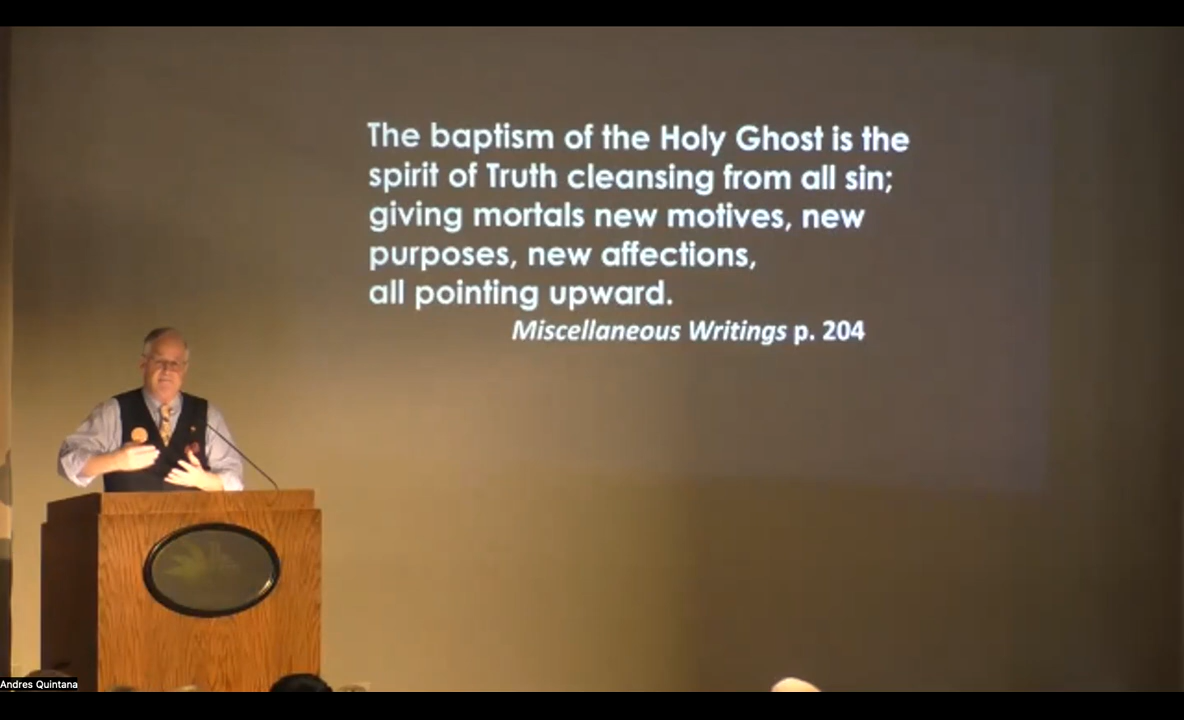 The baptism of the Holy Ghost is the
spirit of Truth cleansing from all sin;
giving mortals new motives, new
purposes, new affections,
all pointing upward.
Miscellaneous Writings p. 204
Andres Quintana